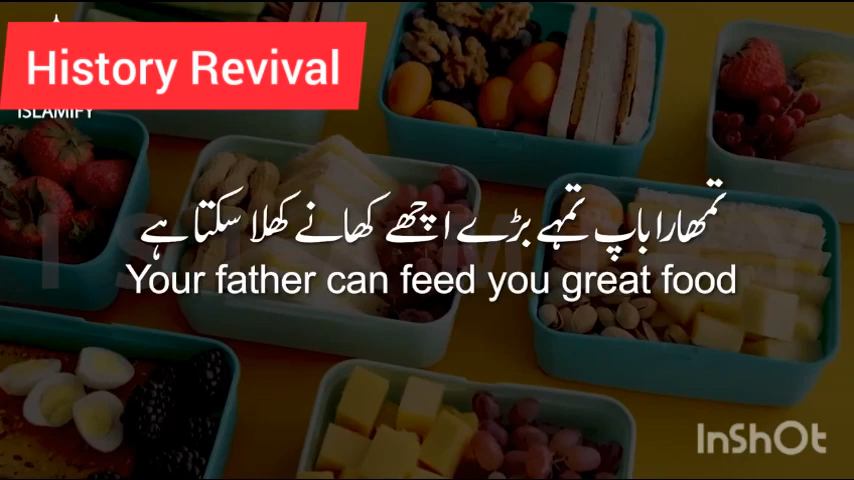 History Revival
ISLAMIFY
تمھارا باپ تمہے بڑے اچھے کھانے کھلا سکتا ہے
Your father can feed you great food
InShOt